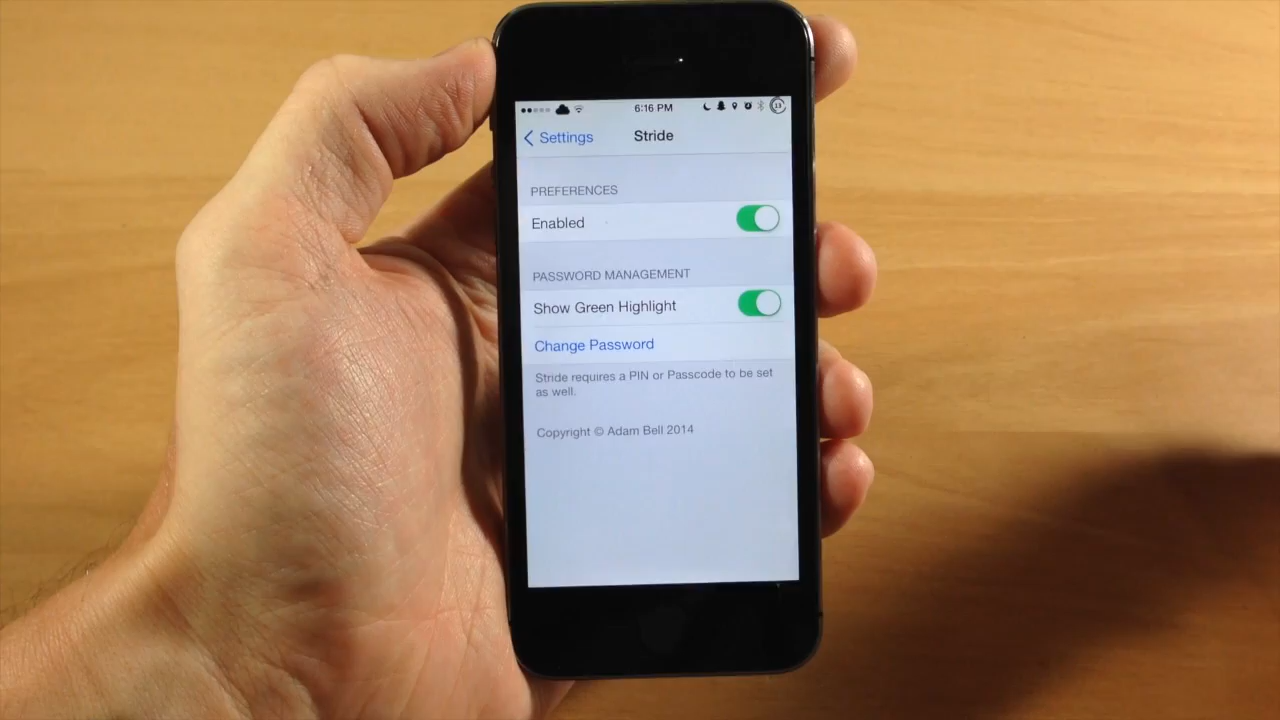 6:16 PM
13
Settings
Stride
PREFERENCES
Enabled
PASSWORD MANAGEMENT
Show Green Highlight
Change Password
Stride requires a PIN or Passcode to be set
as well.
Copyright © Adam Bell 2014